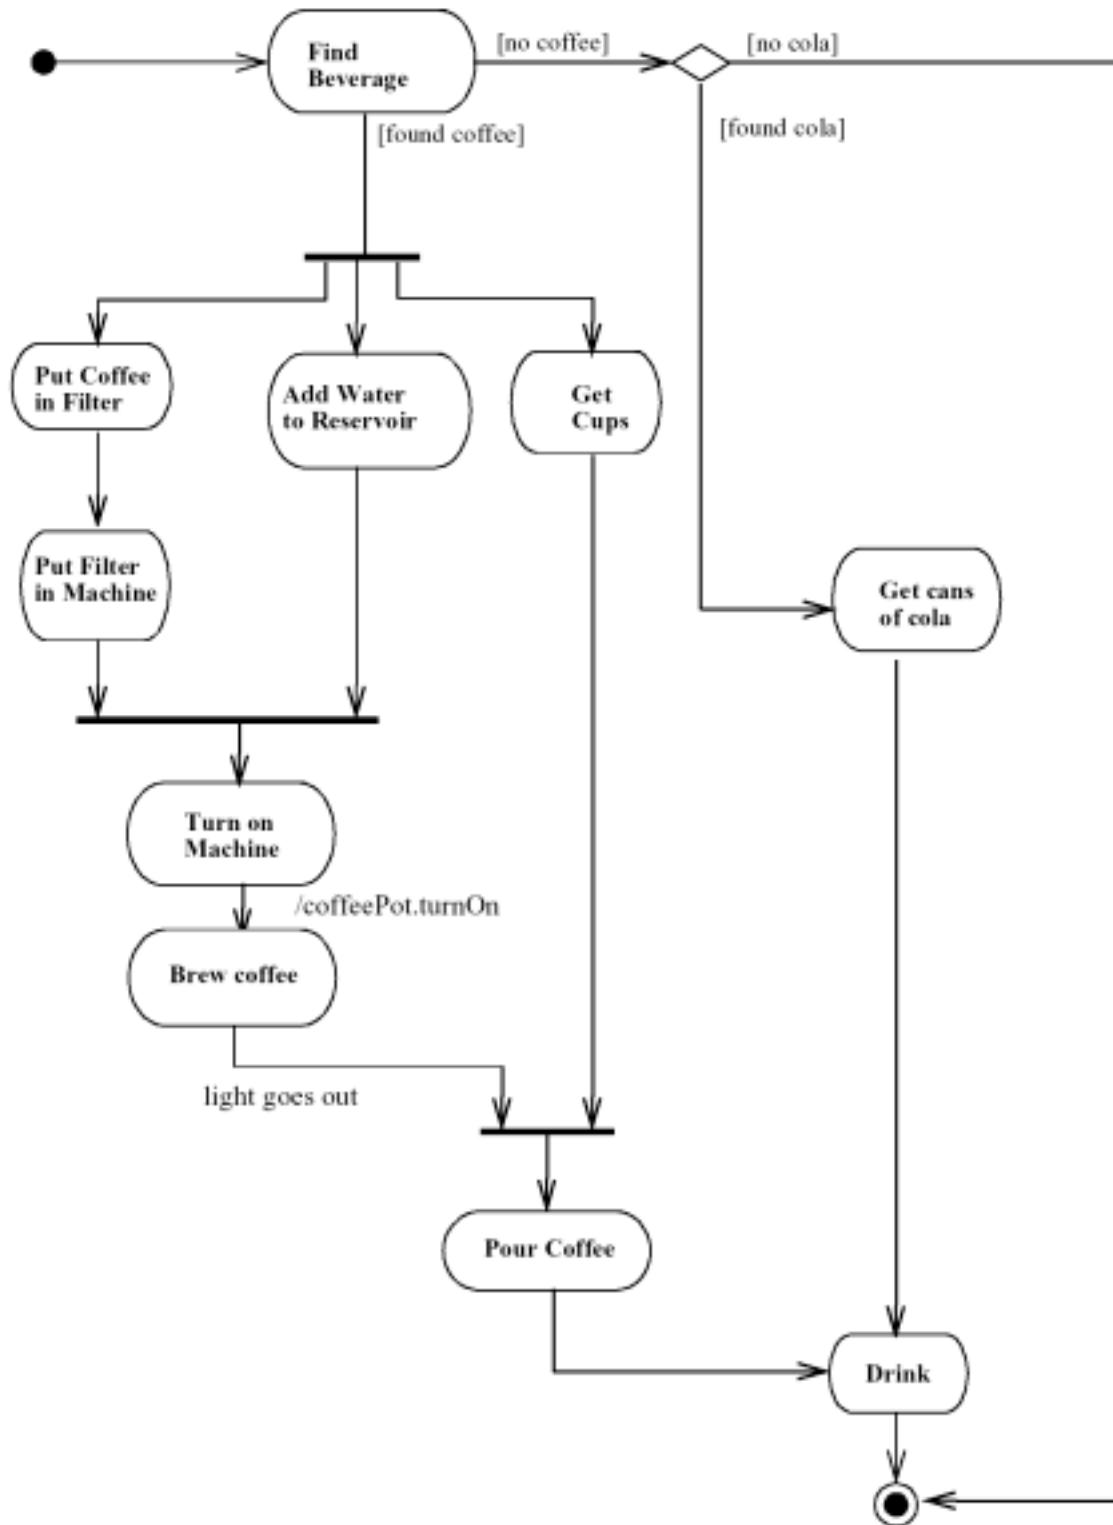 Find
Beverage
[no coffee]
[no cola]
[found coffee]
[found cola]
Put Coffee
in Filter
Add Water
to Reservoir
Get
Cups
Put Filter
in Machine
Get cans
of cola
Turn on
Machine
/coffeePot.turnOn
Brew coffee
light goes out
Pour Coffee
Drink